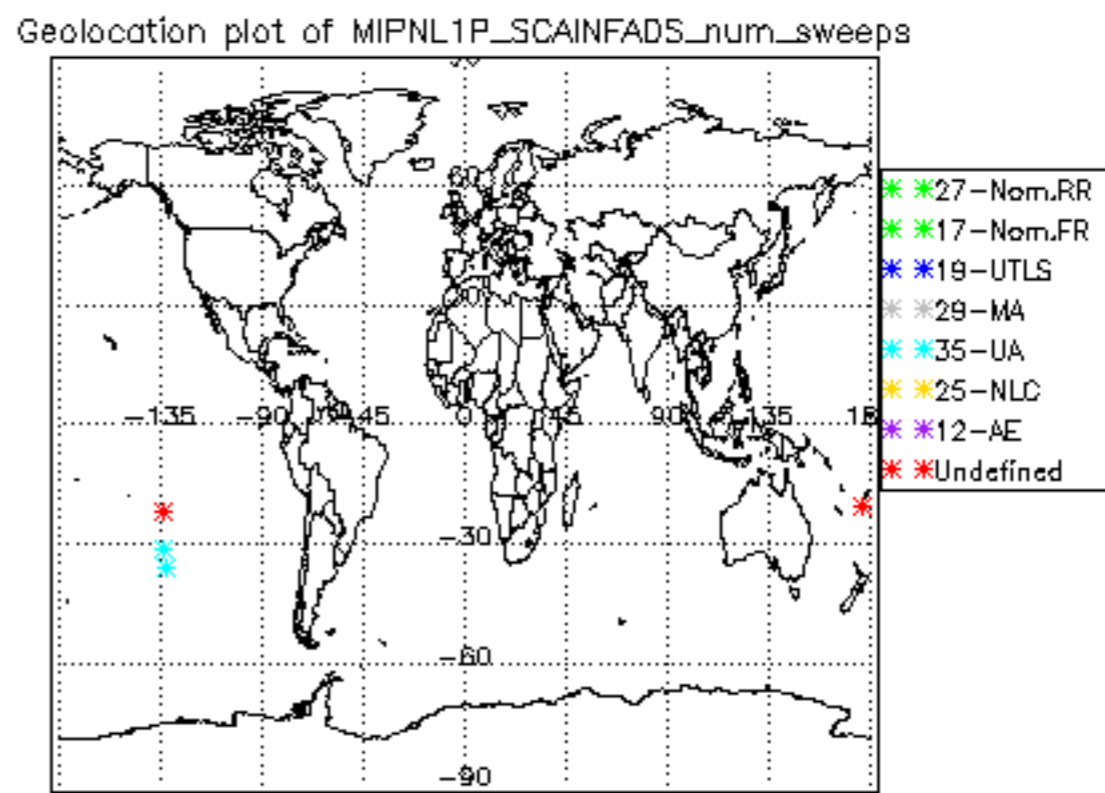 Geolocation plot of MIPNL1P_SCAINFADS_num_sweeps
60
27-Nom.RR
17-Nom.FR
19-UTLS
29-MA
35-UA
25-NLC
12-AE
Undefined
-135 -90 45 0 45 90 135
-30
-60
-90